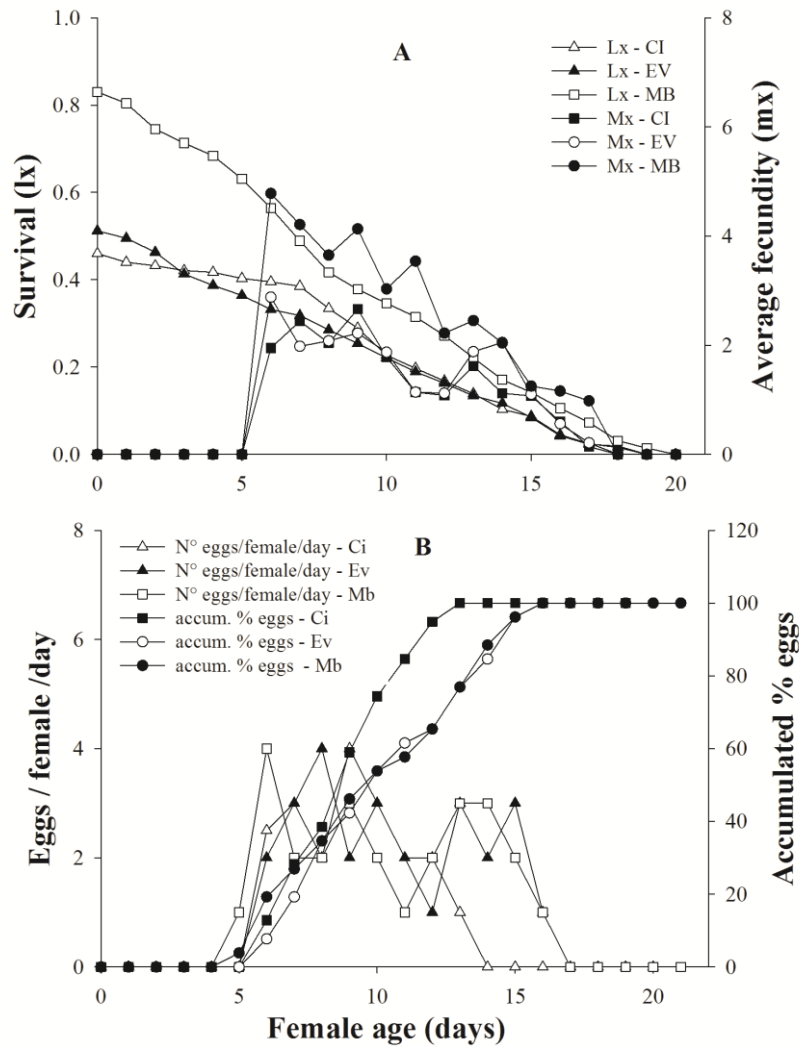 A
Lx - CI
Lx - EV
Lx - MB
Mx - CI
Mx - EV
Mx - MB
Survival (lx)
Average fecundity (mx)
1.0
0.8
0.6
0.4
0.2
0.0
8
6
4
2
0
0 5 10 15 20
B
N° eggs/female/day - Ci
N° eggs/female/day - Ev
N° eggs/female/day - Mb
accum. % eggs - Ci
accum. % eggs - Ev
accum. % eggs - Mb
Eggs / female /day
Accumulated % eggs
8
6
4
2
0
120
100
80
60
40
20
0
0 5 10 15 20
Female age (days)